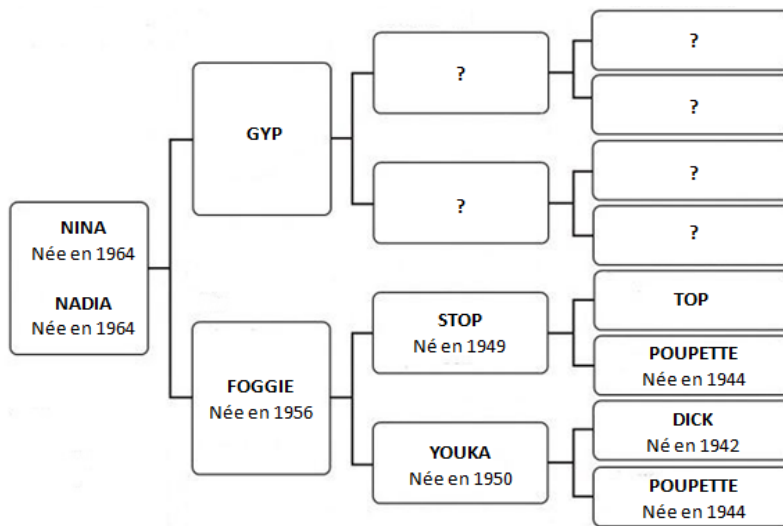 NINA
Née en 1964
NADIA
Née en 1964
GYP
FOGGIE
Née en 1956
?
?
STOP
Né en 1949
YOUKA
Née en 1950
?
?
?
?
TOP
POUPETTE
Née en 1944
DICK
Né en 1942
POUPETTE
Née en 1944